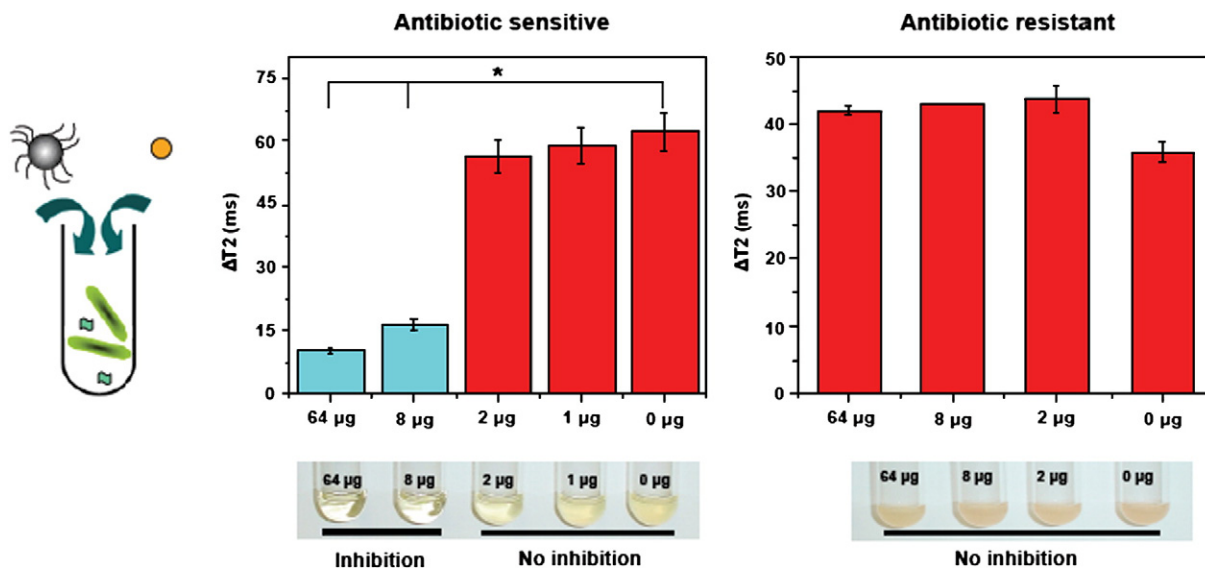 Antibiotic sensitive
75
60
45
30
15
0
ΔT2 (ms)
*
64 µg 8 µg 2 µg 1 µg 0 µg
64 µg 8 µg 2 µg 1 µg 0 µg
Inhibition No inhibition
Antibiotic resistant
50
40
30
20
10
0
ΔT2 (ms)
64 µg 8 µg 2 µg 0 µg
64 µg 8 µg 2 µg 0 µg
No inhibition